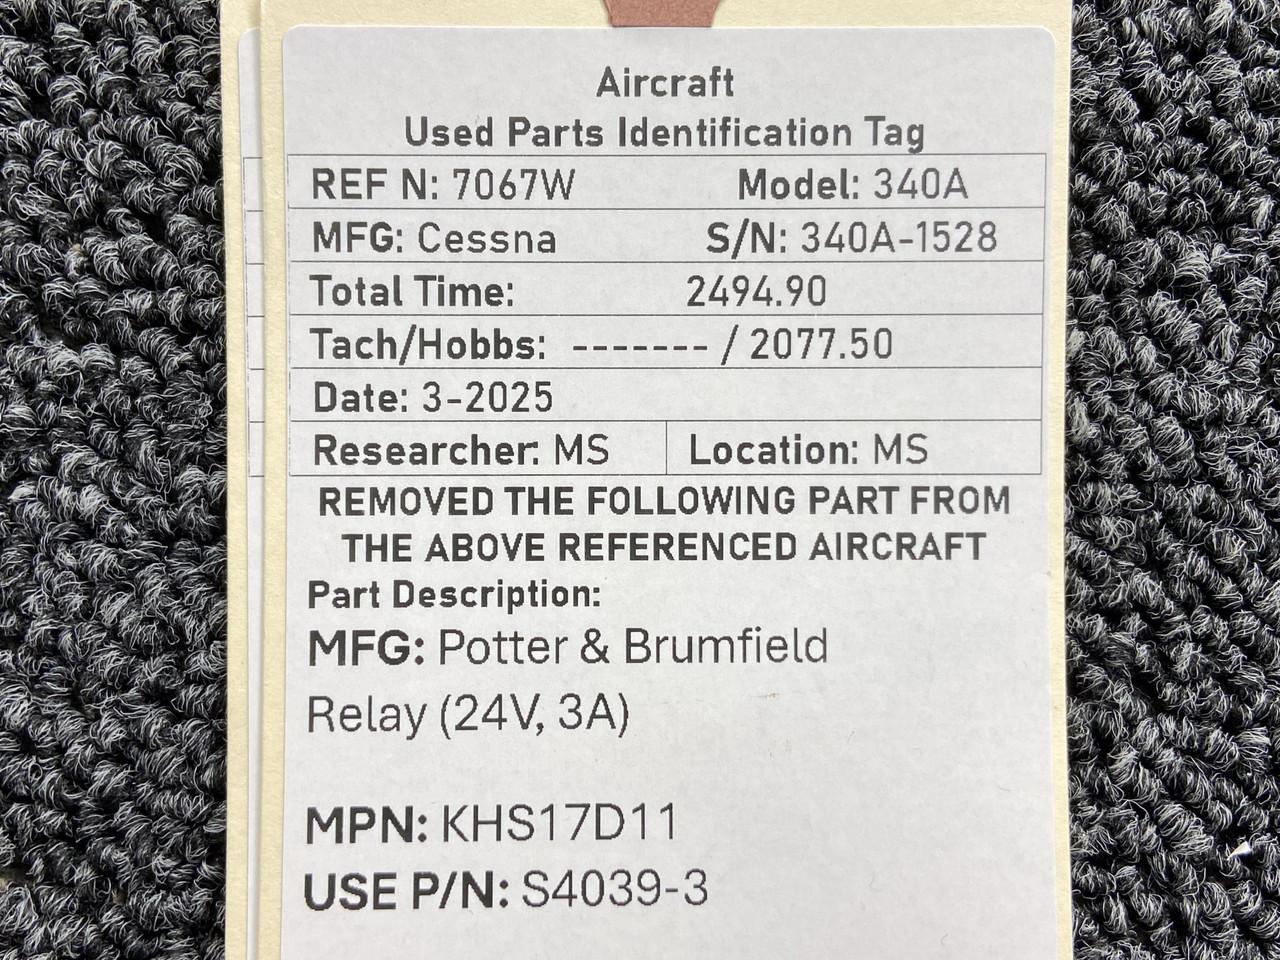 Aircraft
Used Parts Identification Tag
REF N: 7067W Model: 340A
MFG: Cessna S/N: 340A-1528
Total Time: 2494.90
Tach/Hobbs: ------- / 2077.50
Date: 3-2025
Researcher: MS Location: MS
REMOVED THE FOLLOWING PART FROM
THE ABOVE REFERENCED AIRCRAFT
Part Description:
MFG: Potter & Brumfield
Relay (24V, 3A)
MPN: KHS17D11
USE P/N: S4039-3